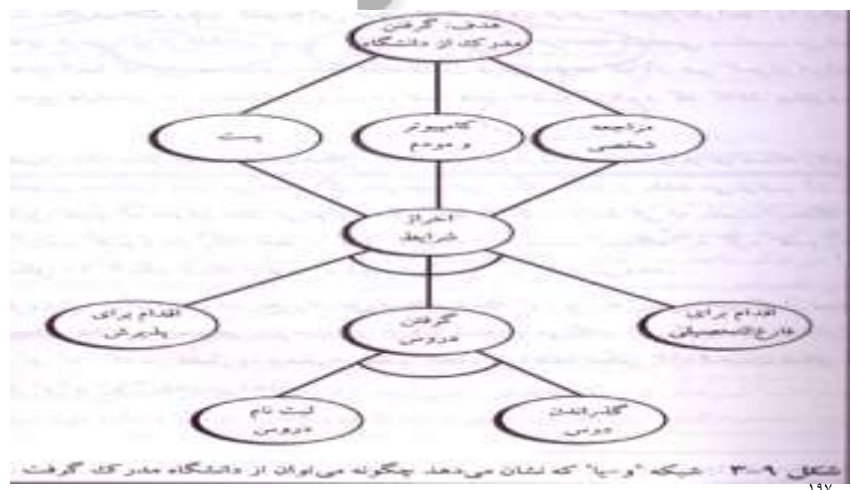 هدف: گرفتن
مدرک از دانشگاه
مراجعه
شخصی
کامپیوتر
و مودم
پست
احراز
شرایط
اقدام برای
فارغ‌التحصیلی
گرفتن
دروس
اقدام برای
پذیرش
گذراندن
درس
ثبت نام
دروس
شکل ۹-۳ شبکه "و-یا" که نشان می‌دهد چگونه می‌توان از دانشگاه مدرک گرفت
۱۹۷